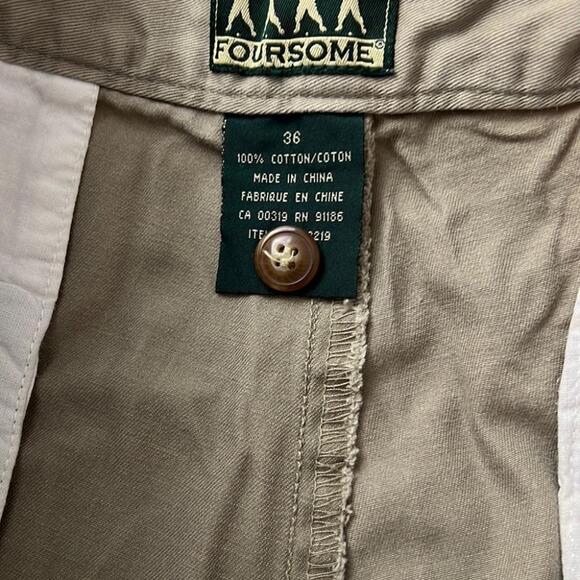 FOURSOME
36
100% COTTON/COTON
MADE IN CHINA
FABRIQUE EN CHINE
CA 00319 RN 91186